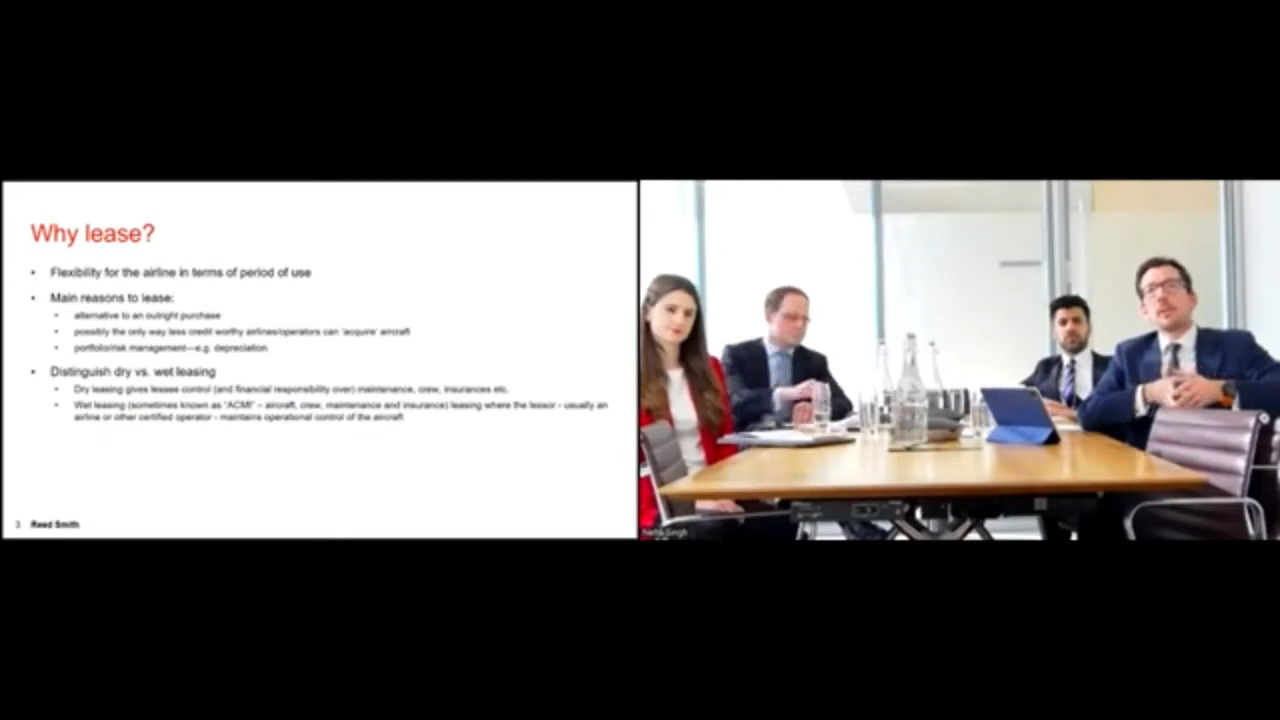 Why lease?
• Flexibility for the airline in terms of period of use
• Main reasons to lease:
• alternative to an outright purchase
• possibly the only way less credit worthy airlines/operators can 'acquire' aircraft
• portfolio/risk management—e.g. depreciation
• Distinguish dry vs. wet leasing
• Dry leasing gives lessee control (and financial responsibility over) maintenance, crew, insurances etc.
• Wet leasing (sometimes known as "ACMI" – aircraft, crew, maintenance and insurance) leasing where the lessor - usually an
airline or other certified operator - maintains operational control of the aircraft
3 Reed Smith
Singh